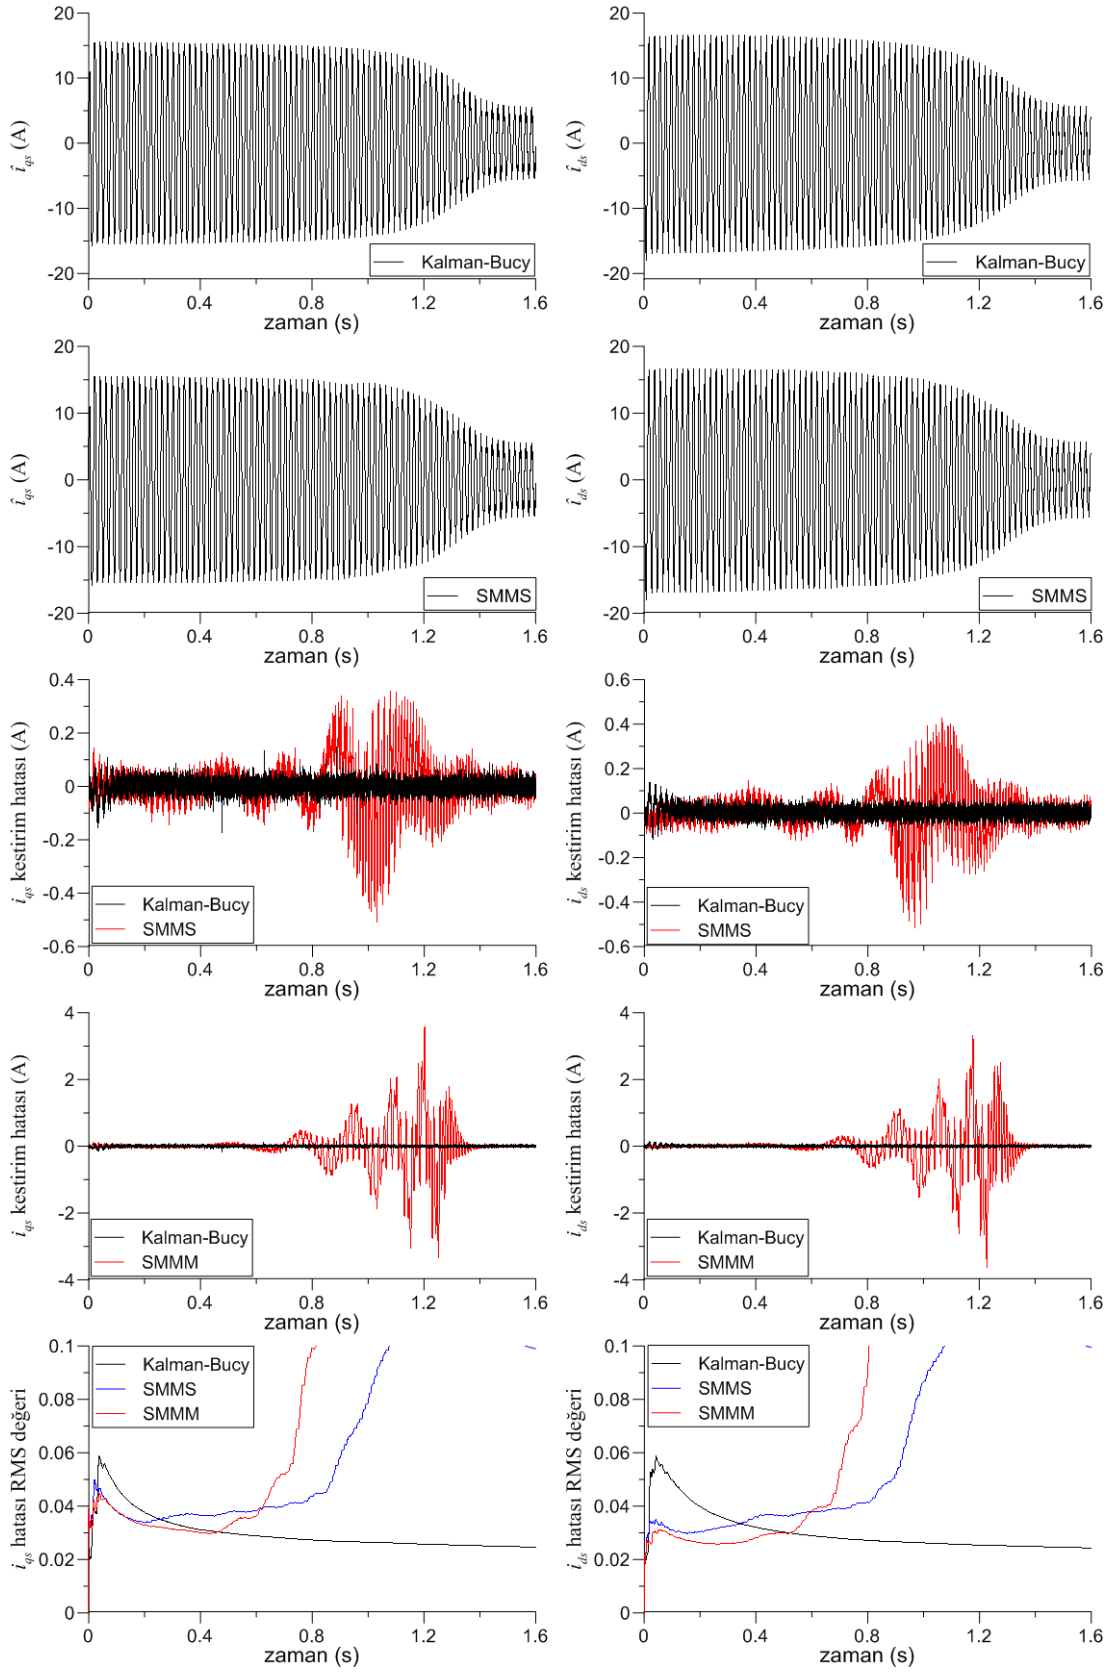 20
10
0
-10
-20
î_qs (A)
Kalman-Bucy
0 0.4 0.8 1.2 1.6
zaman (s)
20
10
0
-10
-20
î_ds (A)
Kalman-Bucy
0 0.4 0.8 1.2 1.6
zaman (s)
20
10
0
-10
-20
î_qs (A)
SMMS
0 0.4 0.8 1.2 1.6
zaman (s)
20
10
0
-10
-20
î_ds (A)
SMMS
0 0.4 0.8 1.2 1.6
zaman (s)
0.4
0.2
0
-0.2
-0.4
-0.6
i_qs kestirim hatası (A)
Kalman-Bucy
SMMS
0 0.4 0.8 1.2 1.6
zaman (s)
0.6
0.4
0.2
0
-0.2
-0.4
-0.6
i_ds kestirim hatası (A)
Kalman-Bucy
SMMS
0 0.4 0.8 1.2 1.6
zaman (s)
4
2
0
-2
-4
i_qs kestirim hatası (A)
Kalman-Bucy
SMMM
0 0.4 0.8 1.2 1.6
zaman (s)
4
2
0
-2
-4
i_ds kestirim hatası (A)
Kalman-Bucy
SMMM
0 0.4 0.8 1.2 1.6
zaman (s)
0.1
0.08
0.06
0.04
0.02
0
i_qs hatası RMS değeri
Kalman-Bucy
SMMS
SMMM
0 0.4 0.8 1.2 1.6
zaman (s)
0.1
0.08
0.06
0.04
0.02
0
i_ds hatası RMS değeri
Kalman-Bucy
SMMS
SMMM
0 0.4 0.8 1.2 1.6
zaman (s)